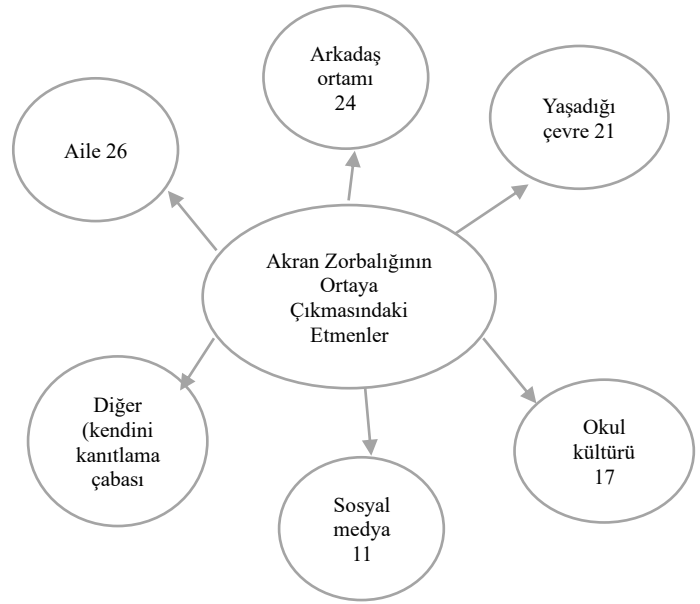 Arkadaş
ortamı
24
Yaşadığı
çevre 21
Aile 26
Akran Zorbalığının
Ortaya
Çıkmasındaki
Etmenler
Diğer
(kendini
kanıtlama
çabası
Okul
kültürü
17
Sosyal
medya
11